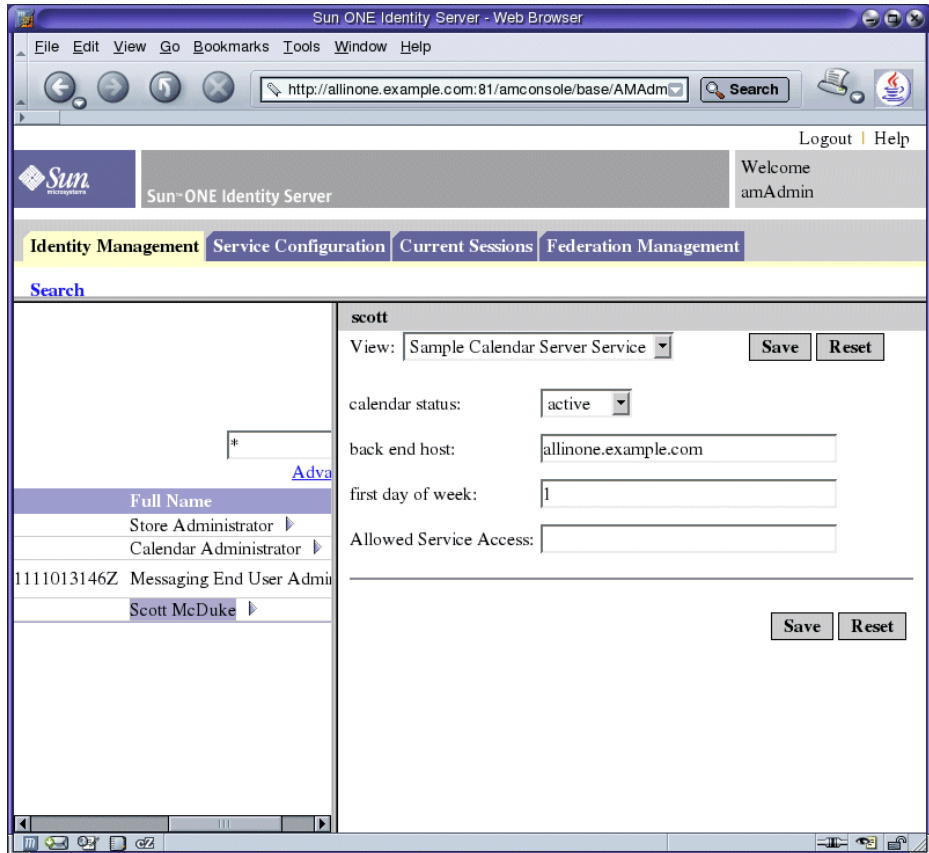 Sun ONE Identity Server - Web Browser
File Edit View Go Bookmarks Tools Window Help
http://allinone.example.com:81/amconsole/base/AMAdm
Search
Logout | Help
Sun
microsystems
Sun™ ONE Identity Server
Welcome
amAdmin
Identity Management Service Configuration Current Sessions Federation Management
Search
*
Adva
Full Name
Store Administrator
Calendar Administrator
1111013146Z Messaging End User Admi
Scott McDuke
scott
View: Sample Calendar Server Service Save Reset
calendar status: active
back end host: allinone.example.com
first day of week: 1
Allowed Service Access:
Save Reset